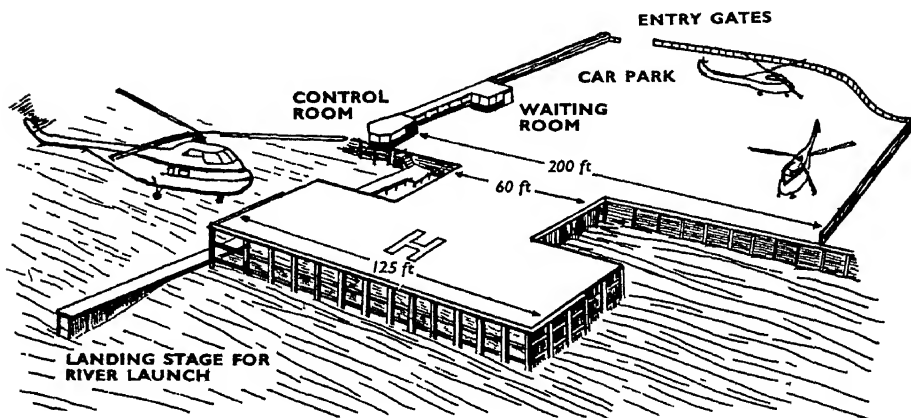 ENTRY GATES
CAR PARK
CONTROL
ROOM
WAITING
ROOM
200 ft
60 ft
H
125 ft
LANDING STAGE FOR
RIVER LAUNCH